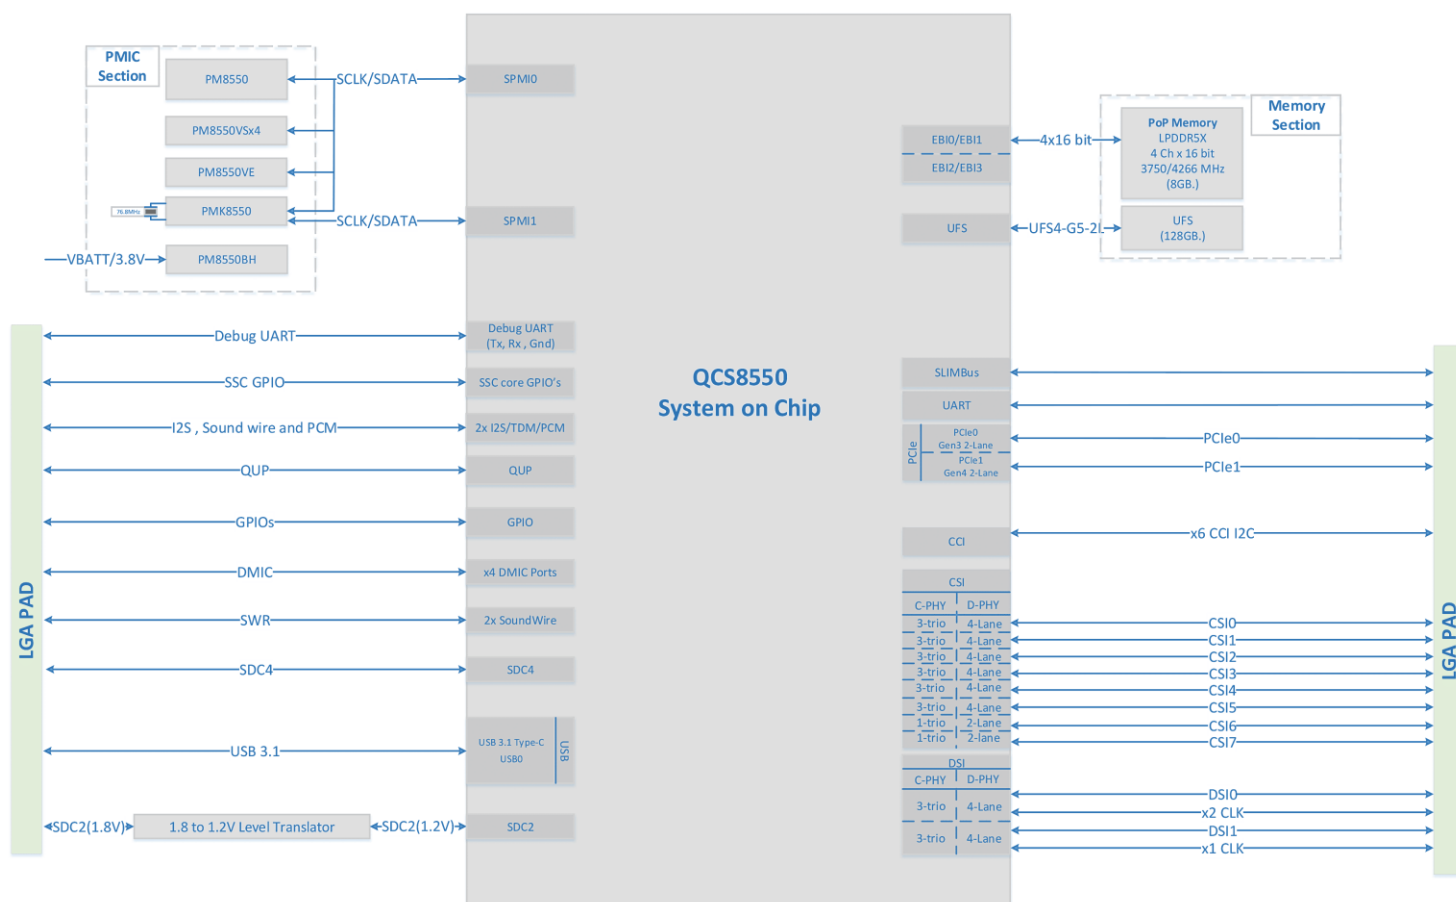 PMIC
Section
PM8550
SCLK/SDATA
SPMI0
PM8550VSx4
PM8550VE
76.8MHz
PMK8550
SCLK/SDATA
SPMI1
VBATT/3.8V
PM8550BH
Memory
Section
EBI0/EBI1
EBI2/EBI3
4x16 bit
PoP Memory
LPDDR5X
4 Ch x 16 bit
3750/4266 MHz
(8GB.)
UFS
UFS4-G5-2L
UFS
(128GB.)
QCS8550
System on Chip
LGA PAD
Debug UART
Debug UART
(Tx, Rx , Gnd)
SSC GPIO
SSC core GPIO's
I2S , Sound wire and PCM
2x I2S/TDM/PCM
QUP
QUP
GPIOs
GPIO
DMIC
x4 DMIC Ports
SWR
2x SoundWire
SDC4
SDC4
USB 3.1
USB 3.1 Type-C
USB0
USB
SDC2(1.8V)
1.8 to 1.2V Level Translator
SDC2(1.2V)
SDC2
SLIMBus
UART
PCIe
PCIe0
Gen3 2-Lane
PCIe0
PCIe1
Gen4 2-Lane
PCIe1
CCI
x6 CCI I2C
CSI
C-PHY D-PHY
3-trio 4-Lane CSI0
3-trio 4-Lane CSI1
3-trio 4-Lane CSI2
3-trio 4-Lane CSI3
3-trio 4-Lane CSI4
3-trio 4-Lane CSI5
1-trio 2-Lane CSI6
1-trio 2-lane CSI7
DSI
C-PHY D-PHY
3-trio 4-Lane
DSI0
x2 CLK
3-trio 4-Lane
DSI1
x1 CLK
LGA PAD